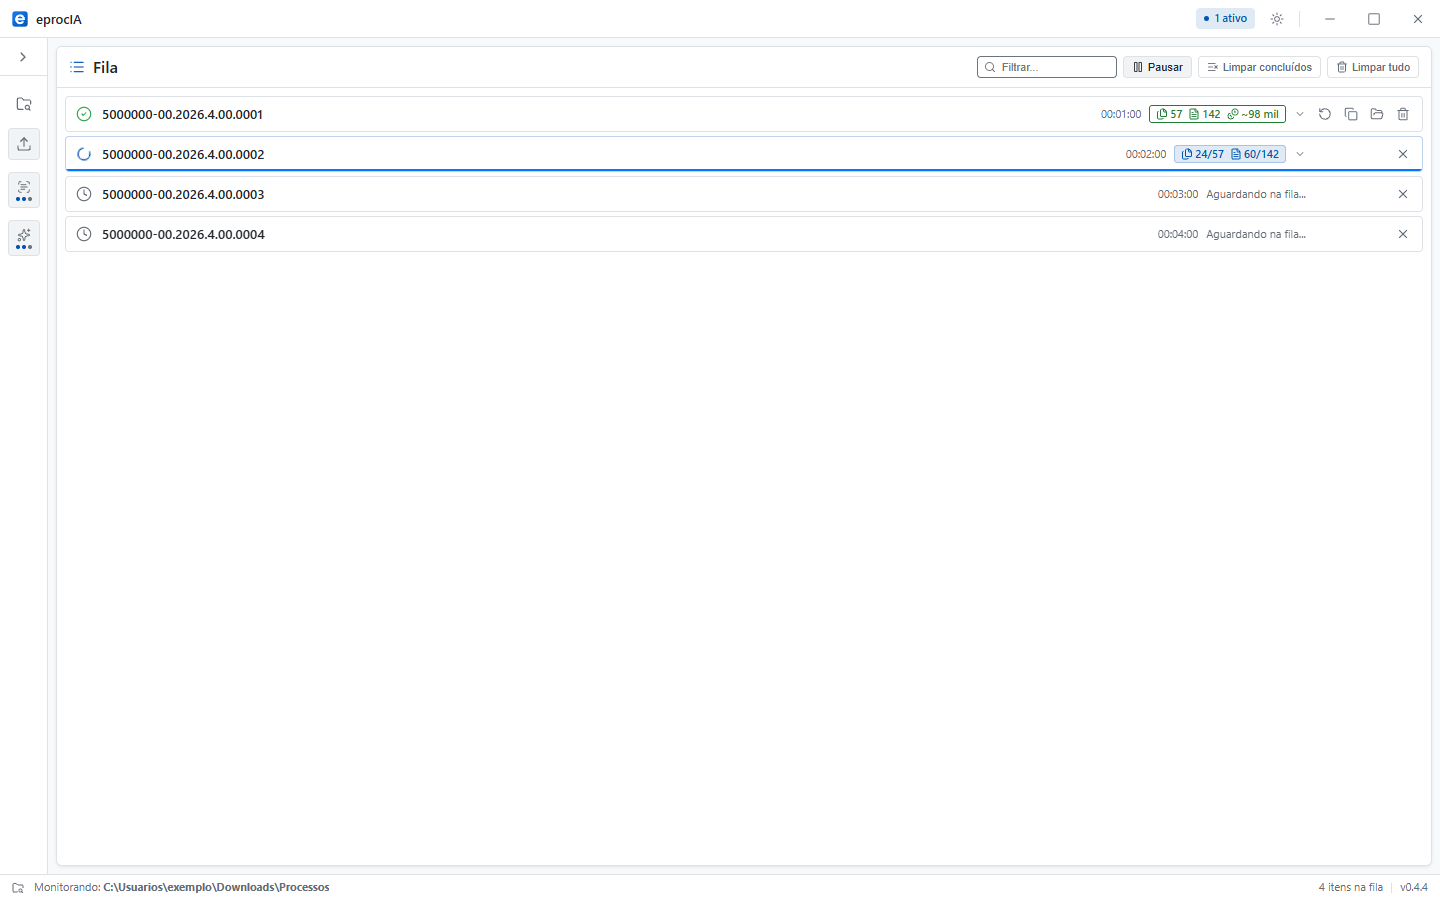 eprocIA
1 ativo
Fila
Filtrar...
Pausar
Limpar concluídos
Limpar tudo
5000000-00.2026.4.00.0001
00:01:00
57 142 ~98 mil
5000000-00.2026.4.00.0002
00:02:00
24/57 60/142
5000000-00.2026.4.00.0003
00:03:00
Aguardando na fila...
5000000-00.2026.4.00.0004
00:04:00
Aguardando na fila...
Monitorando: C:\Usuarios\exemplo\Downloads\Processos
4 itens na fila
v0.4.4